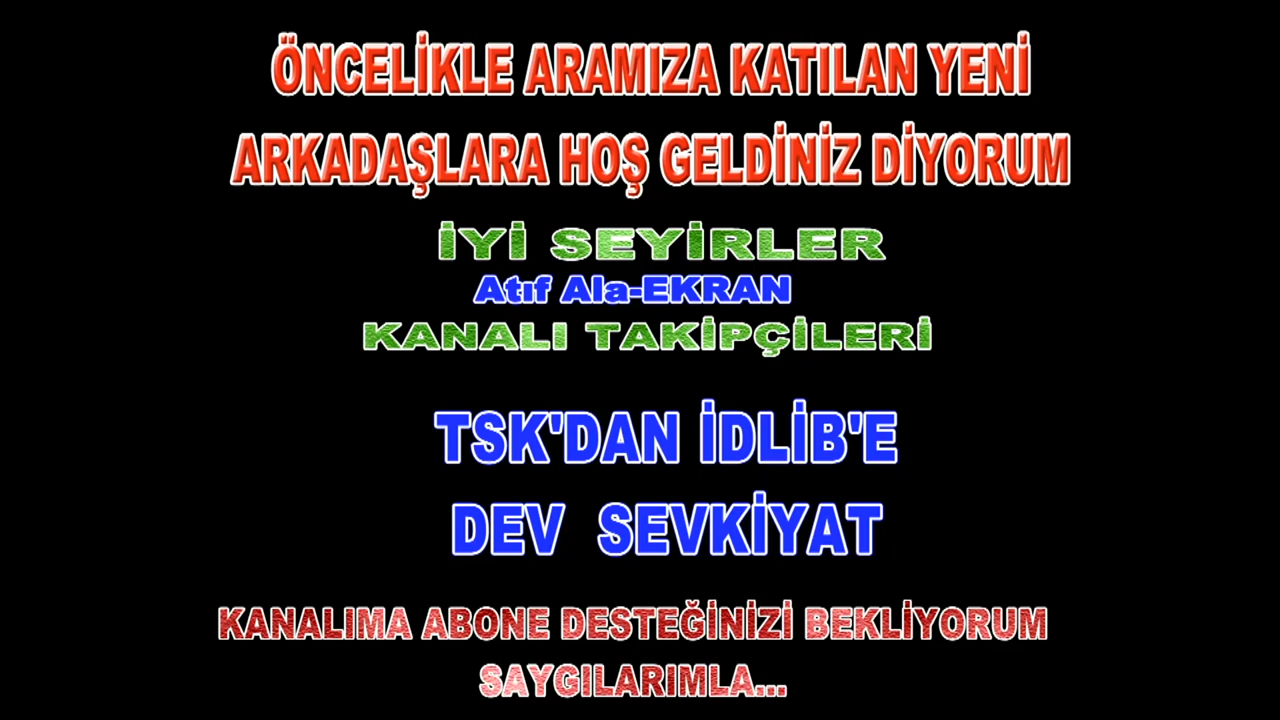 ÖNCELİKLE ARAMIZA KATILAN YENİ
ARKADAŞLARA HOŞ GELDİNİZ DİYORUM
İYİ SEYİRLER
Atıf Ala-EKRAN
KANALI TAKİPÇİLERİ
TSK'DAN İDLİB'E
DEV SEVKİYAT
KANALIMA ABONE DESTEĞİNİZİ BEKLİYORUM
SAYGILARIMLA...